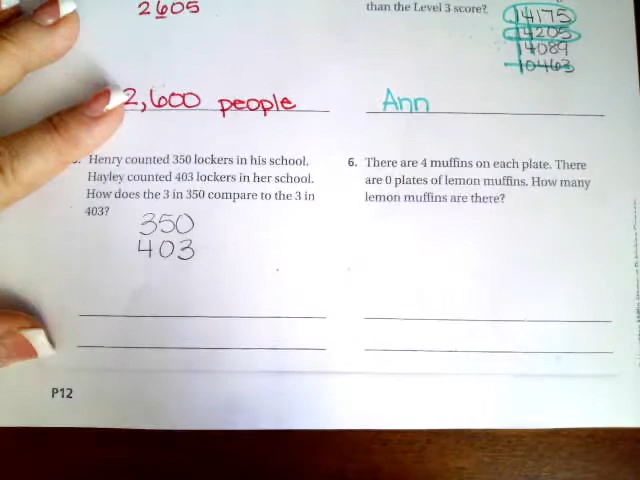 2605
than the Level 3 score?
14175
14205
14089
10463
2,600 people
Ann
Henry counted 350 lockers in his school.
Hayley counted 403 lockers in her school.
How does the 3 in 350 compare to the 3 in
403?
350
403
6. There are 4 muffins on each plate. There
are 0 plates of lemon muffins. How many
lemon muffins are there?
P12